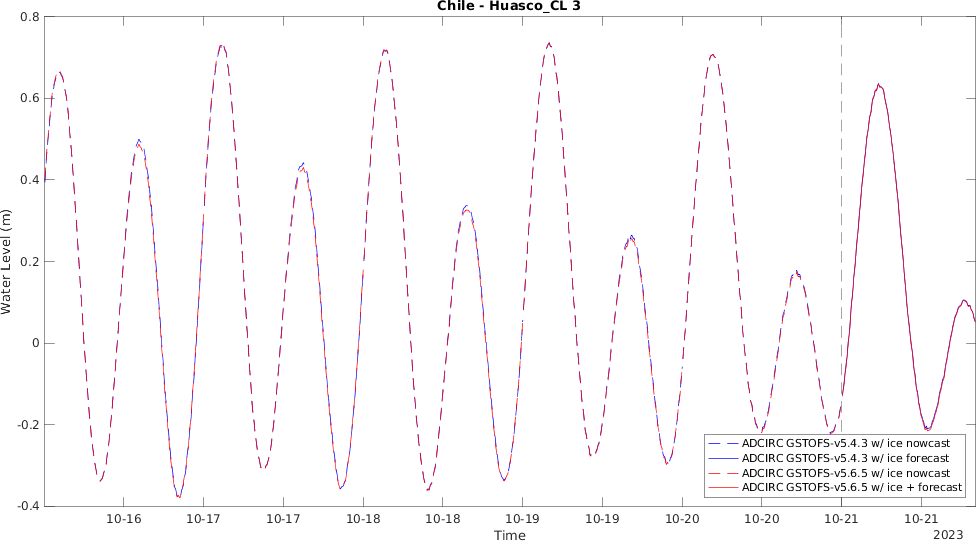 Chile - Huasco_CL 3
0.8
0.6
0.4
0.2
0
-0.2
-0.4
Water Level (m)
ADCIRC GSTOFS-v5.4.3 w/ ice nowcast
ADCIRC GSTOFS-v5.4.3 w/ ice forecast
ADCIRC GSTOFS-v5.6.5 w/ ice nowcast
ADCIRC GSTOFS-v5.6.5 w/ ice + forecast
10-16 10-17 10-17 10-18 10-18 10-19 10-19 10-20 10-20 10-21 10-21
Time
2023